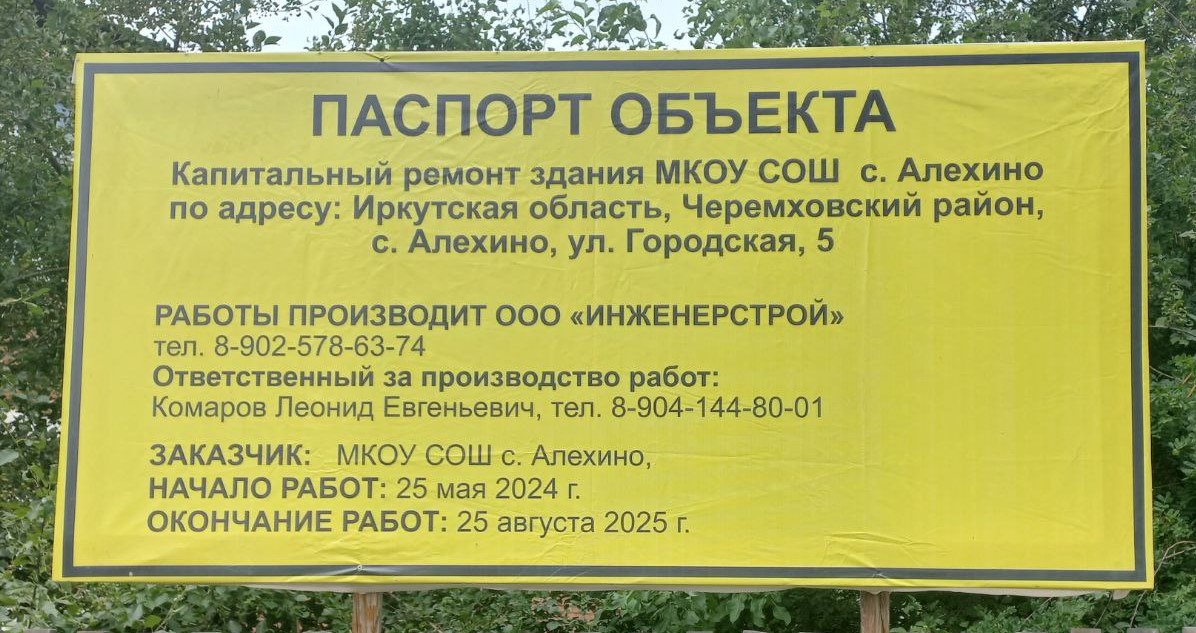 ПАСПОРТ ОБЪЕКТА
Капитальный ремонт здания МКОУ СОШ с. Алехино
по адресу: Иркутская область, Черемховский район,
с. Алехино, ул. Городская, 5
РАБОТЫ ПРОИЗВОДИТ ООО «ИНЖЕНЕРСТРОЙ»
тел. 8-902-578-63-74
Ответственный за производство работ:
Комаров Леонид Евгеньевич, тел. 8-904-144-80-01
ЗАКАЗЧИК: МКОУ СОШ с. Алехино,
НАЧАЛО РАБОТ: 25 мая 2024 г.
ОКОНЧАНИЕ РАБОТ: 25 августа 2025 г.